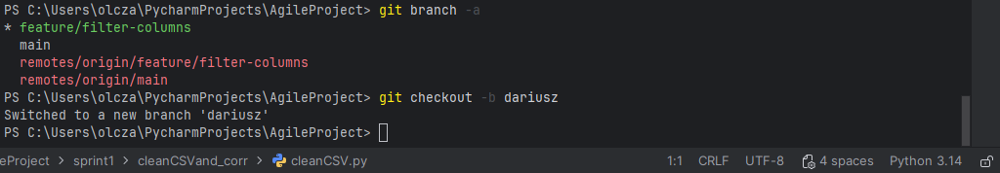 PS C:\Users\olcza\PycharmProjects\AgileProject> git branch -a
* feature/filter-columns
main
remotes/origin/feature/filter-columns
remotes/origin/main
PS C:\Users\olcza\PycharmProjects\AgileProject> git checkout -b dariusz
Switched to a new branch 'dariusz'
PS C:\Users\olcza\PycharmProjects\AgileProject>
eProject > sprint1 > cleanCSVand_corr > cleanCSV.py 1:1 CRLF UTF-8 4 spaces Python 3.14